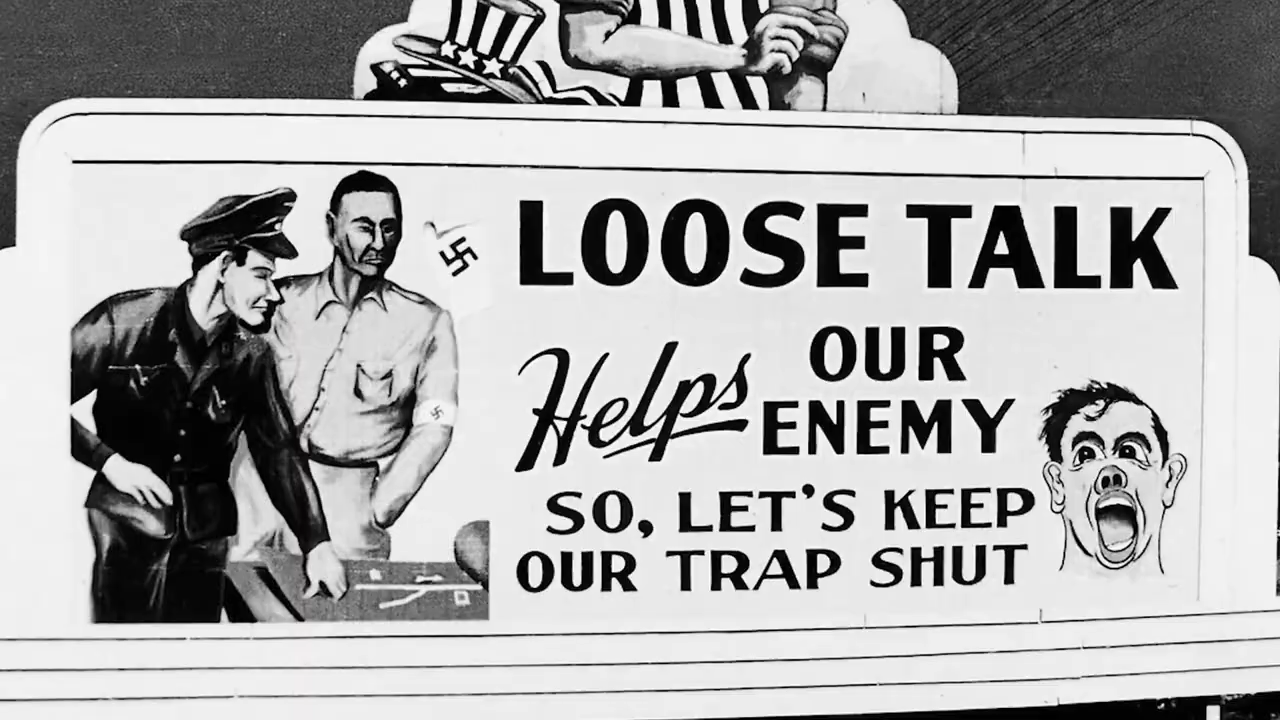 LOOSE TALK
Helps OUR ENEMY
SO, LET'S KEEP
OUR TRAP SHUT